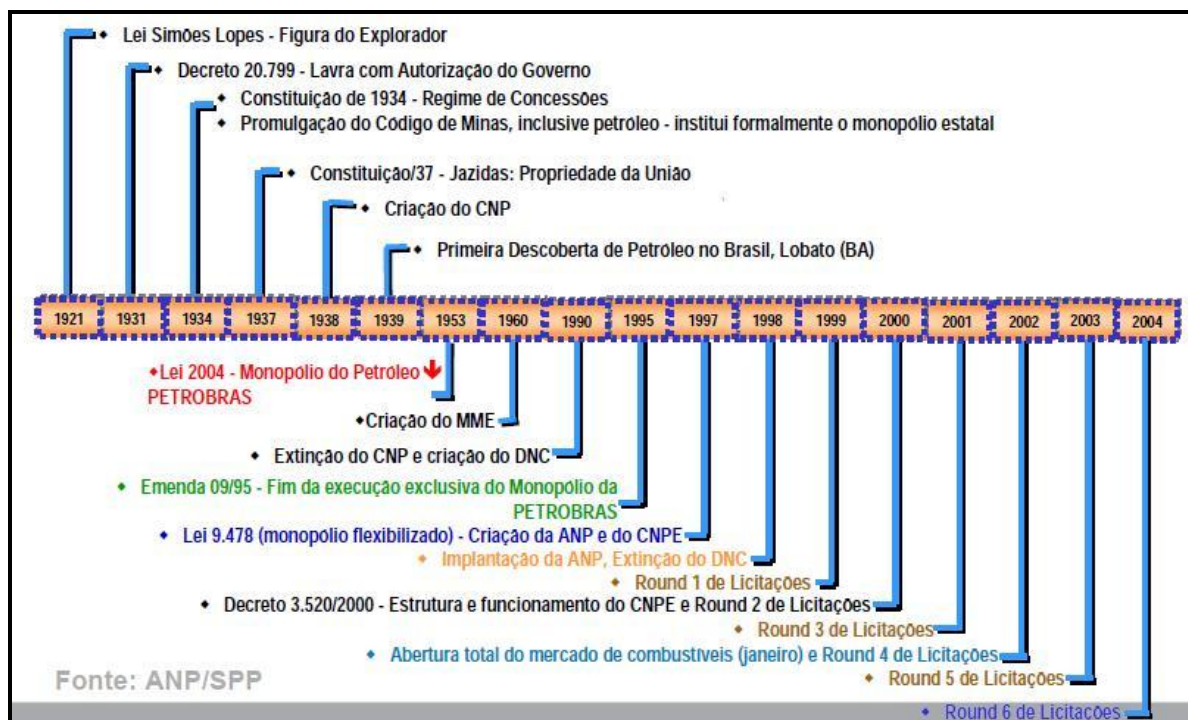 ◆ Lei Simões Lopes - Figura do Explorador
◆ Decreto 20.799 - Lavra com Autorização do Governo
◆ Constituição de 1934 - Regime de Concessões
◆ Promulgação do Código de Minas, inclusive petróleo - institui formalmente o monopólio estatal
◆ Constituição/37 - Jazidas: Propriedade da União
◆ Criação do CNP
◆ Primeira Descoberta de Petróleo no Brasil, Lobato (BA)
1921 1931 1934 1937 1938 1939 1953 1960 1990 1995 1997 1998 1999 2000 2001 2002 2003 2004
◆Lei 2004 - Monopólio do Petróleo
PETROBRAS
◆Criação do MME
◆ Extinção do CNP e criação do DNC
◆ Emenda 09/95 - Fim da execução exclusiva do Monopólio da
PETROBRAS
◆ Lei 9.478 (monopólio flexibilizado) - Criação da ANP e do CNPE
◆ Implantação da ANP, Extinção do DNC
◆ Round 1 de Licitações
◆ Decreto 3.520/2000 - Estrutura e funcionamento do CNPE e Round 2 de Licitações
◆ Round 3 de Licitações
◆ Abertura total do mercado de combustíveis (janeiro) e Round 4 de Licitações
◆ Round 5 de Licitações
Fonte: ANP/SPP
◆ Round 6 de Licitações